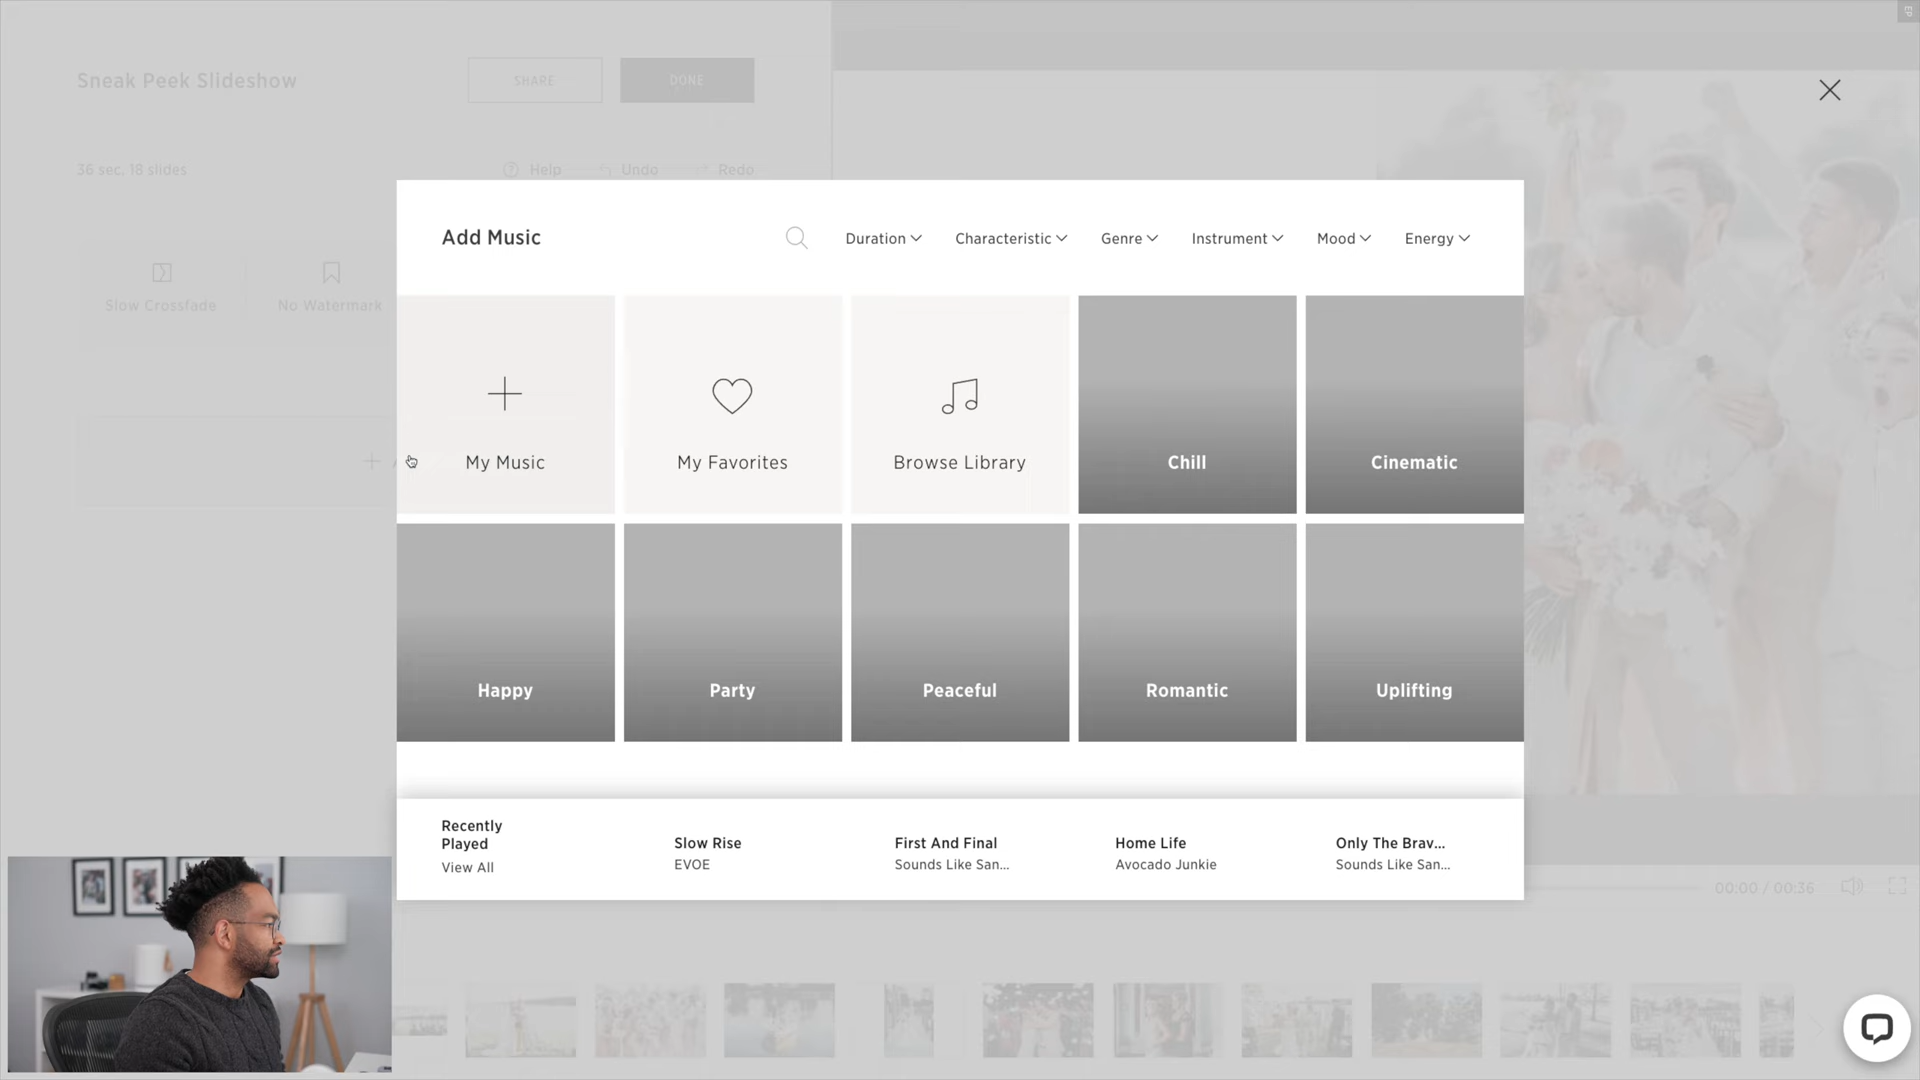 Sneak Peek Slideshow
SHARE
DONE
36 sec, 18 slides
Help
Undo
Redo
Slow Crossfade
No Watermark
Add Music
Duration
Characteristic
Genre
Instrument
Mood
Energy
My Music
My Favorites
Browse Library
Chill
Cinematic
Happy
Party
Peaceful
Romantic
Uplifting
Recently
Played
View All
Slow Rise
EVOE
First And Final
Sounds Like San...
Home Life
Avocado Junkie
Only The Brav...
Sounds Like San...
00:00 / 00:36